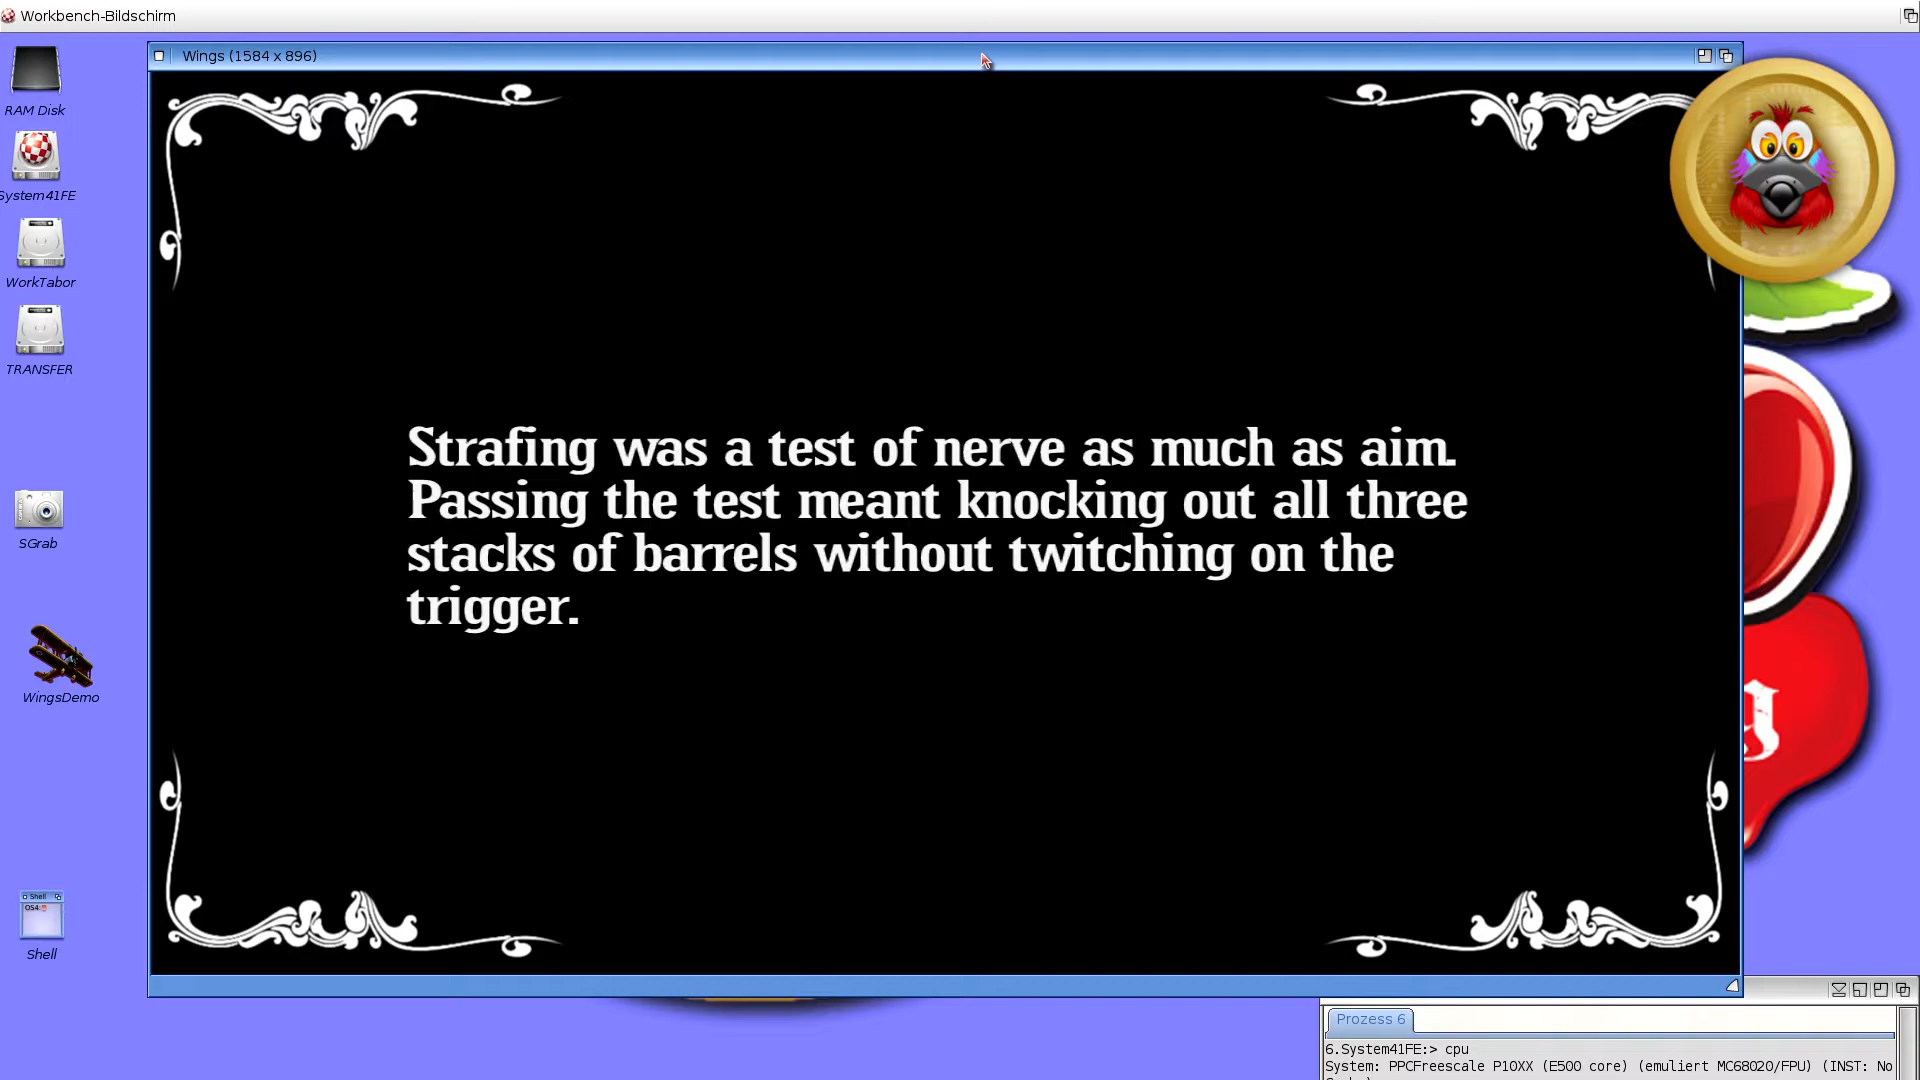 Workbench-Bildschirm
Wings (1584 x 896)
RAM Disk
System41FE
WorkTabor
TRANSFER
SGrab
WingsDemo
Shell
Shell
Strafing was a test of nerve as much as aim.
Passing the test meant knocking out all three
stacks of barrels without twitching on the
trigger.
Prozess 6
6.System41FE:> cpu
System: PPCFreescale P10XX (E500 core) (emuliert MC68020/FPU) (INST: No